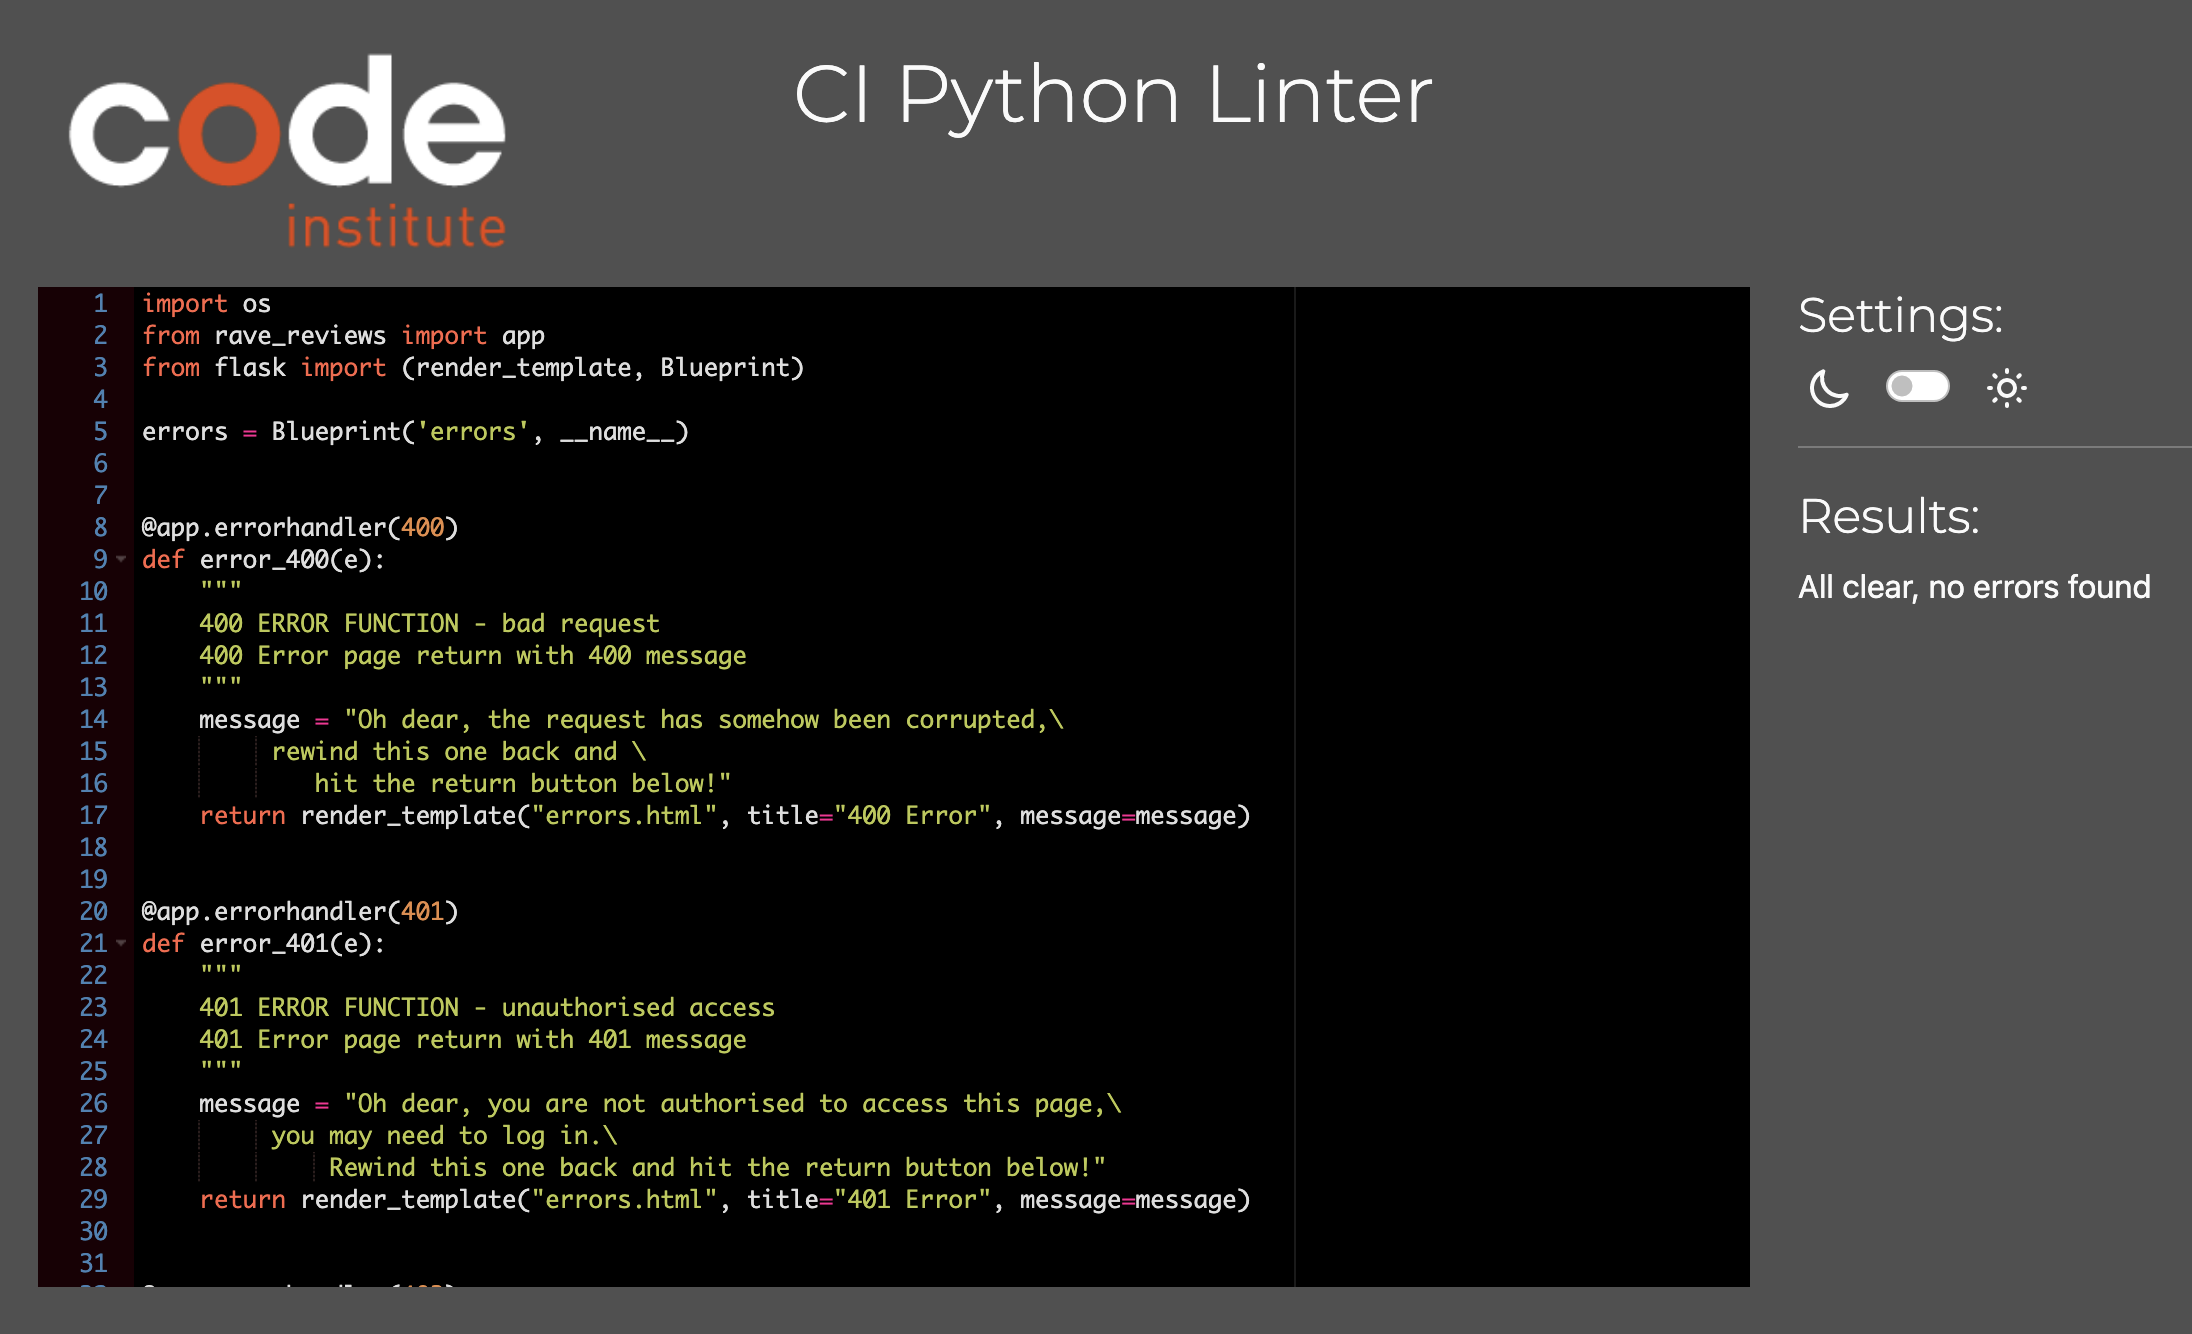 code
institute
CI Python Linter
1 import os
2 from rave_reviews import app
3 from flask import (render_template, Blueprint)
4
5 errors = Blueprint('errors', __name__)
6
7
8 @app.errorhandler(400)
9 def error_400(e):
10     """
11     400 ERROR FUNCTION - bad request
12     400 Error page return with 400 message
13     """
14     message = "Oh dear, the request has somehow been corrupted,\
15          rewind this one back and \
16             hit the return button below!"
17     return render_template("errors.html", title="400 Error", message=message)
18
19
20 @app.errorhandler(401)
21 def error_401(e):
22     """
23     401 ERROR FUNCTION - unauthorised access
24     401 Error page return with 401 message
25     """
26     message = "Oh dear, you are not authorised to access this page,\
27          you may need to log in.\
28              Rewind this one back and hit the return button below!"
29     return render_template("errors.html", title="401 Error", message=message)
30
31
Settings:
Results:
All clear, no errors found